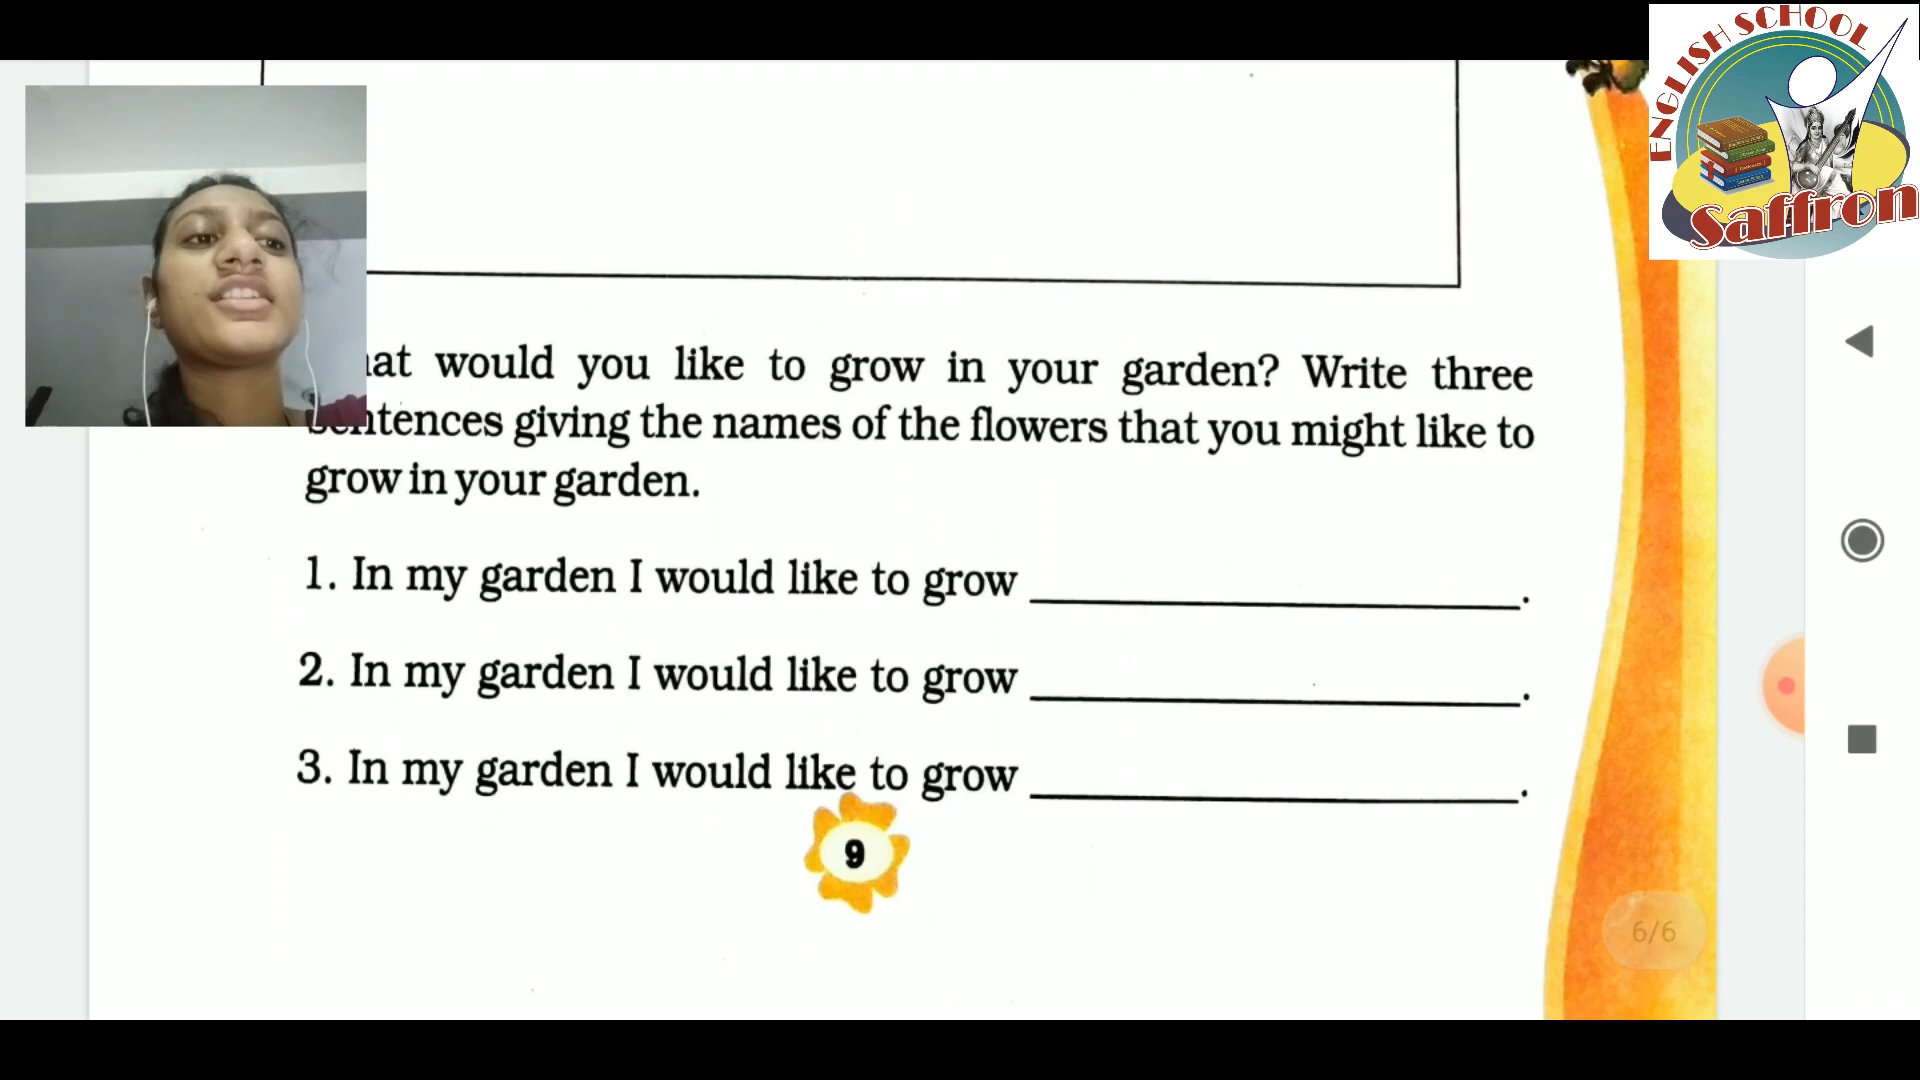 ENGLISH SCHOOL
Saffron
would you like to grow in your garden? Write three
sentences giving the names of the flowers that you might like to
grow in your garden.
1. In my garden I would like to grow ____________.
2. In my garden I would like to grow ____________.
3. In my garden I would like to grow ____________.
9
6/6